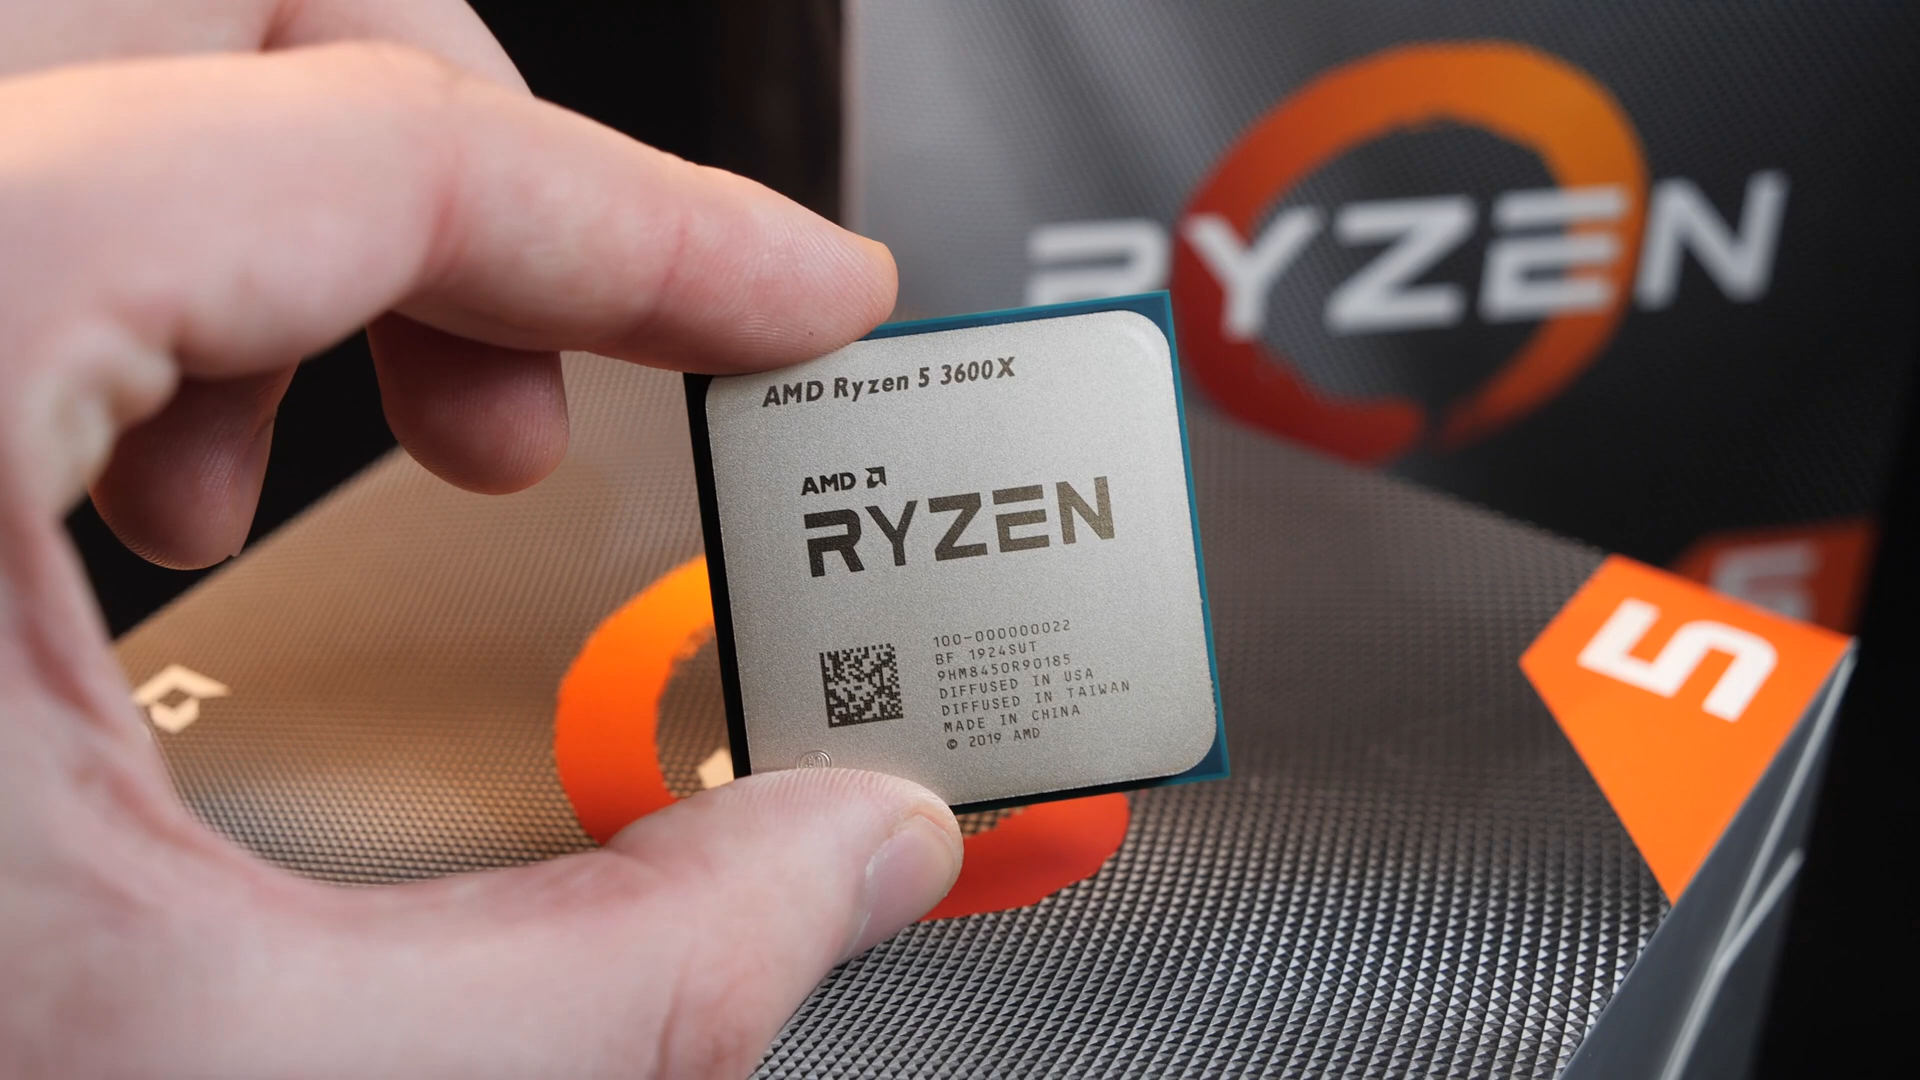 RYZEN
AMD Ryzen 5 3600X
AMD
RYZEN
100-000000022
BF 1924SUT
9HM8450R90185
DIFFUSED IN USA
DIFFUSED IN TAIWAN
MADE IN CHINA
© 2019 AMD
5
5